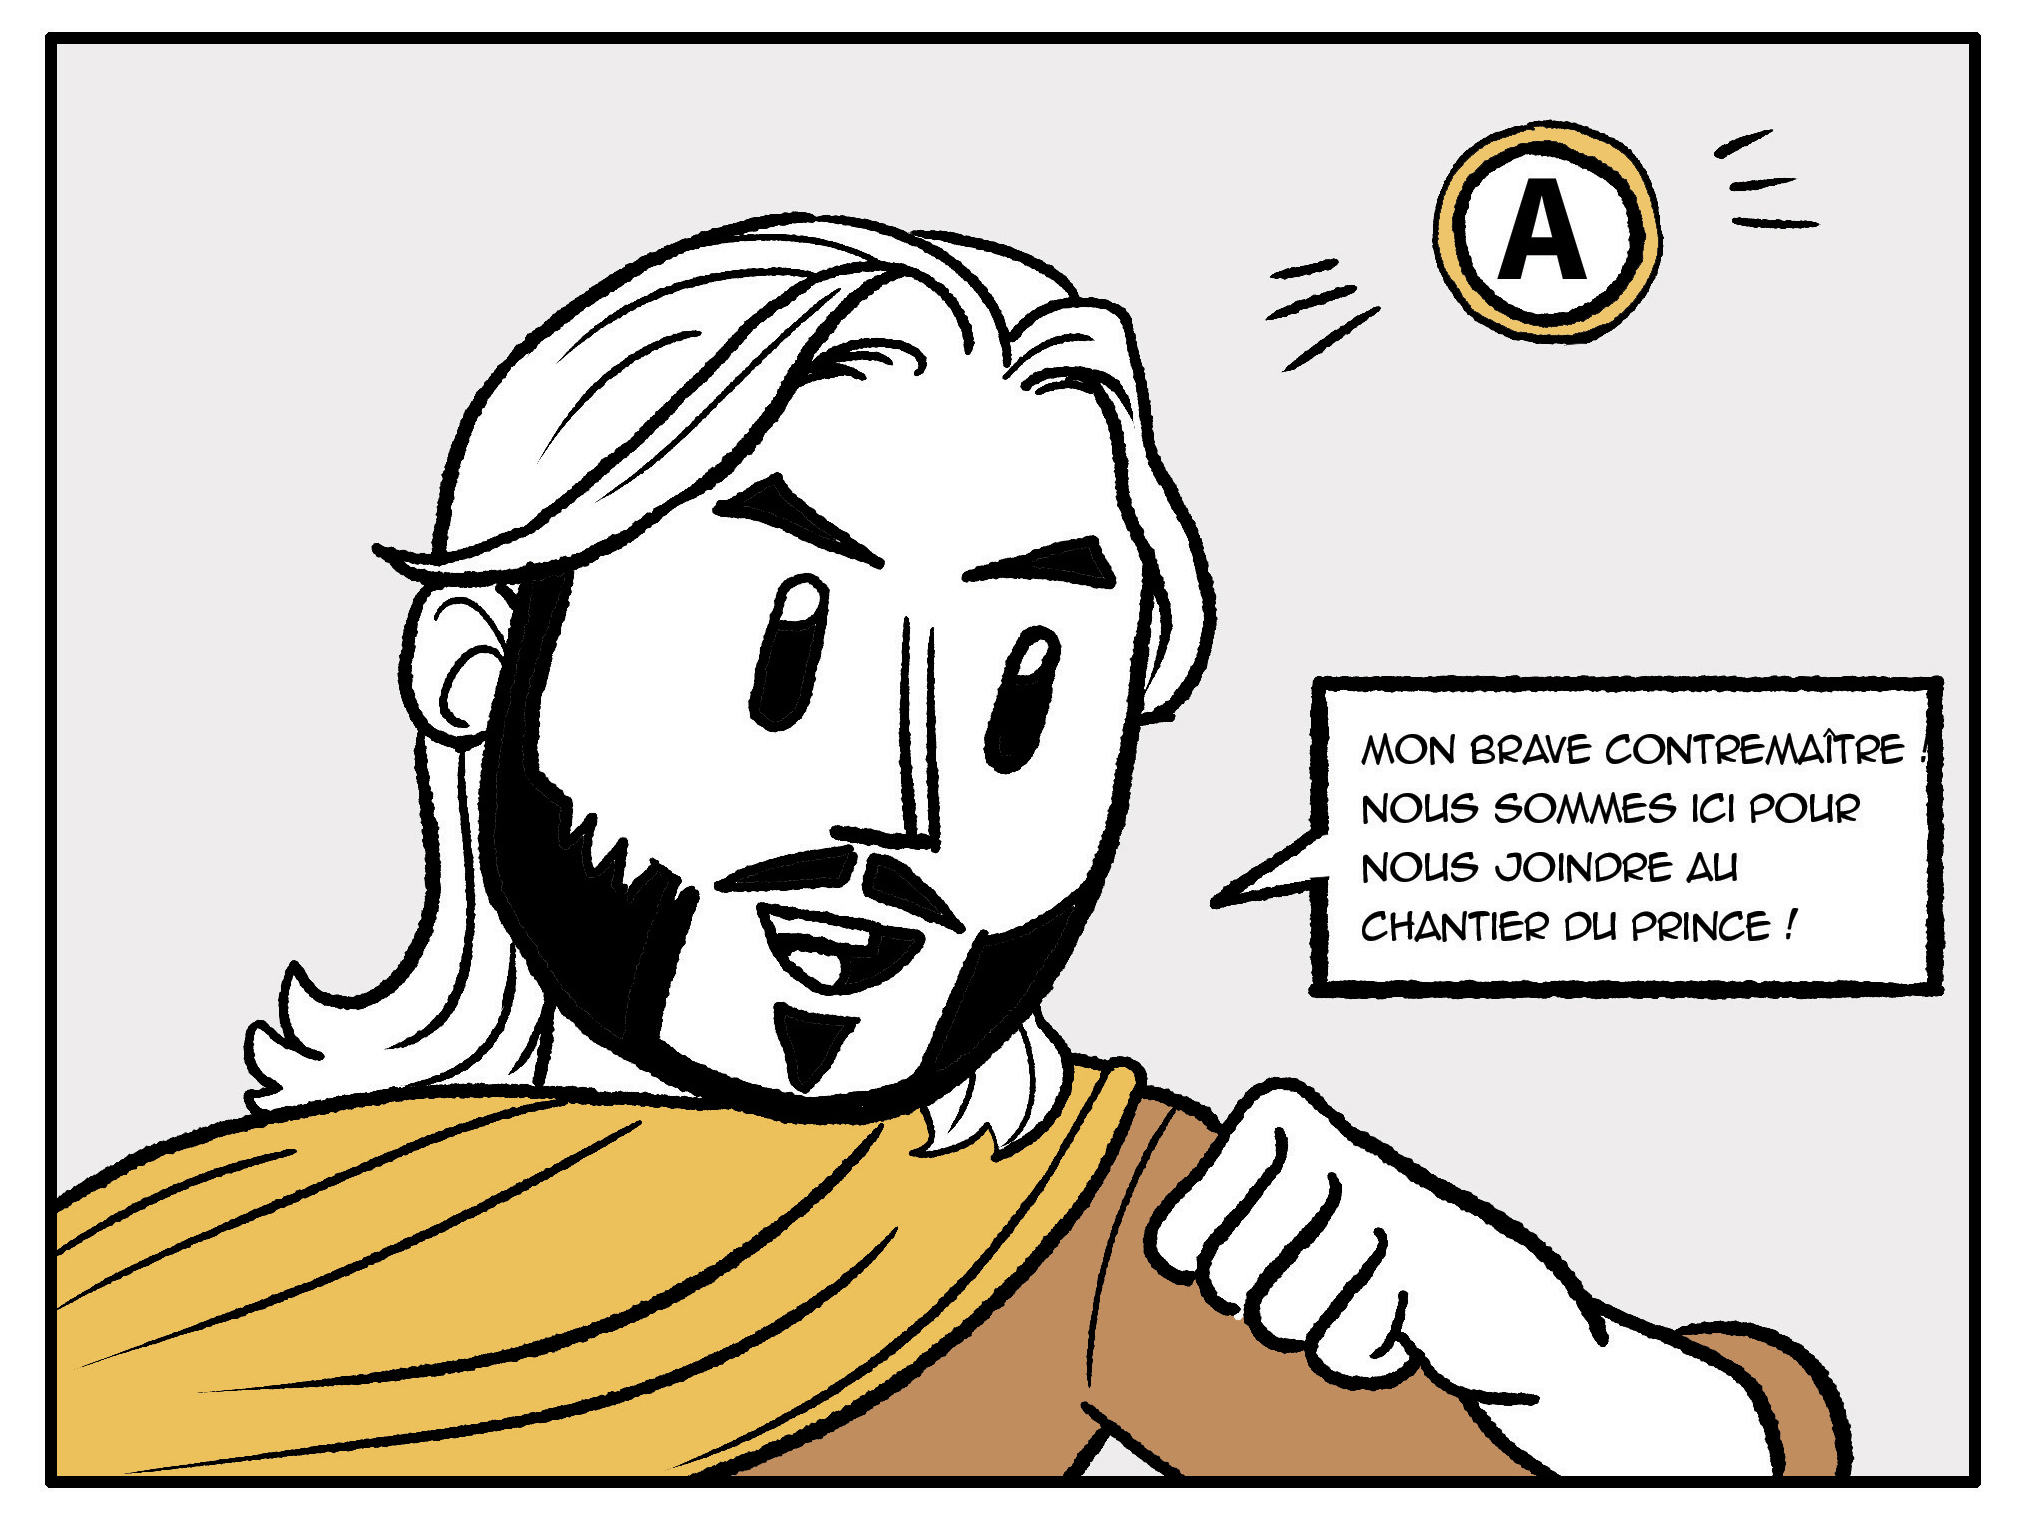 A
MON BRAVE CONTREMAÎTRE !
NOUS SOMMES ICI POUR
NOUS JOINDRE AU
CHANTIER DU PRINCE !